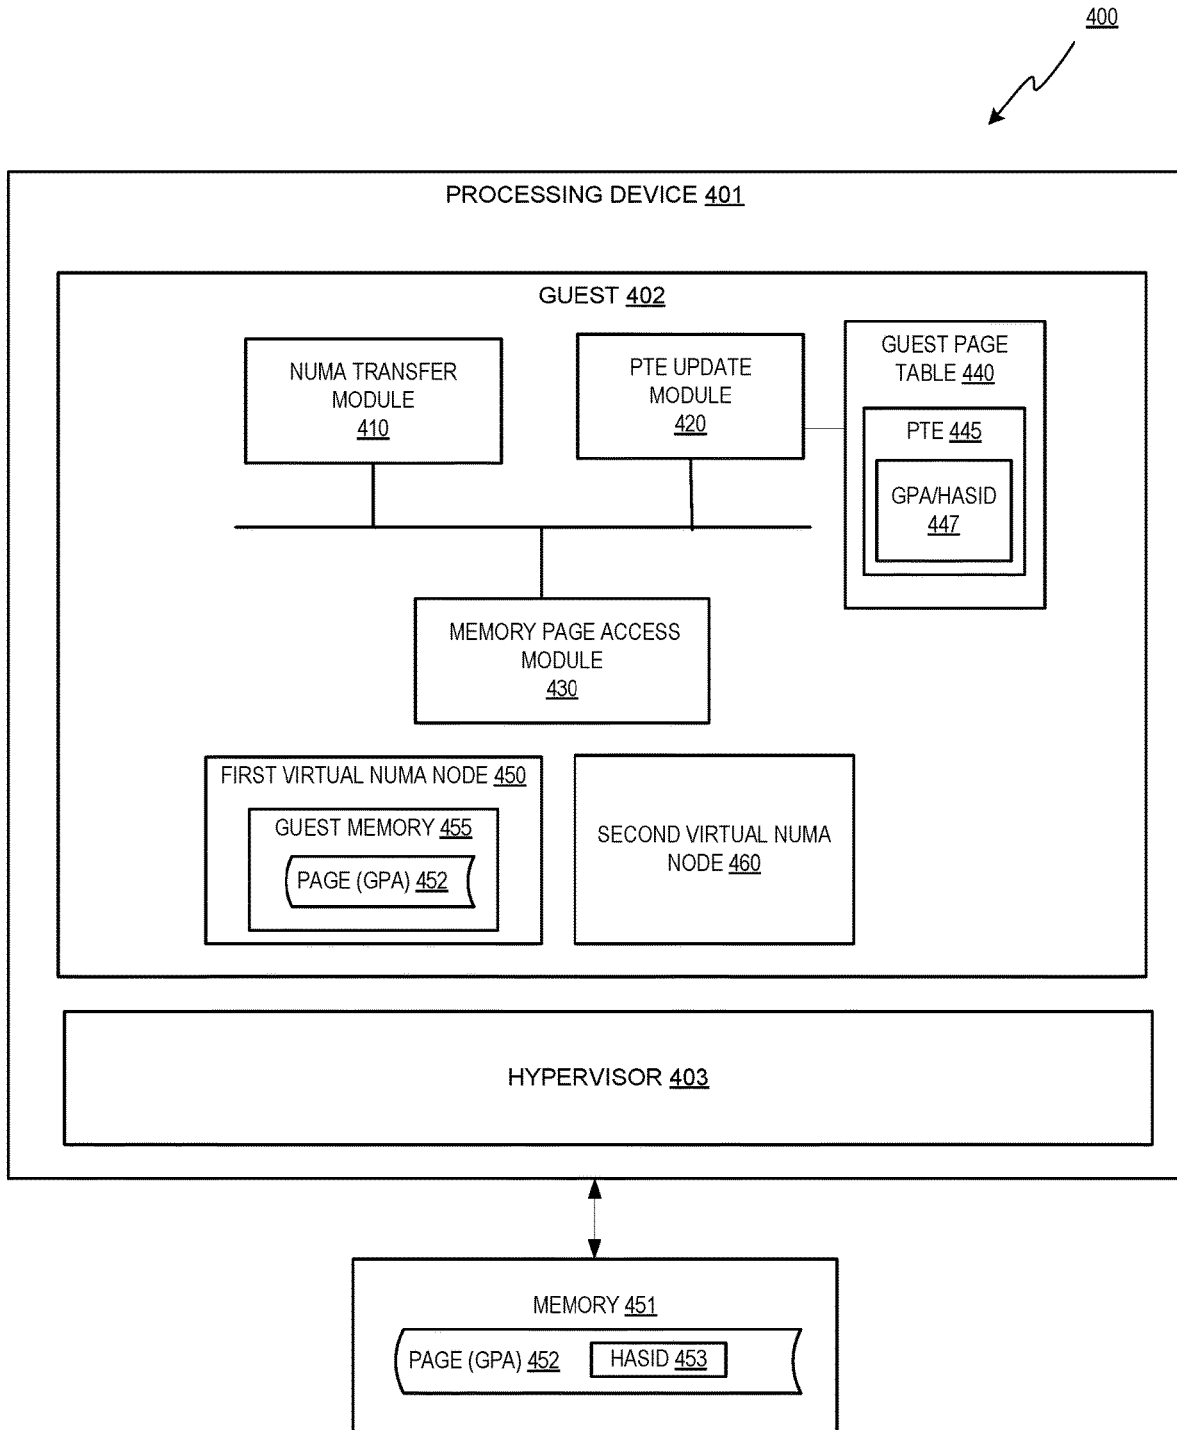 400
PROCESSING DEVICE 401
GUEST 402
NUMA TRANSFER
MODULE
410
PTE UPDATE
MODULE
420
GUEST PAGE
TABLE 440
PTE 445
GPA/HASID
447
MEMORY PAGE ACCESS
MODULE
430
FIRST VIRTUAL NUMA NODE 450
GUEST MEMORY 455
PAGE (GPA) 452
SECOND VIRTUAL NUMA
NODE 460
HYPERVISOR 403
MEMORY 451
PAGE (GPA) 452
HASID 453